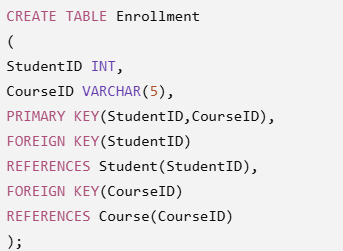 CREATE TABLE Enrollment
(
StudentID INT,
CourseID VARCHAR(5),
PRIMARY KEY(StudentID,CourseID),
FOREIGN KEY(StudentID)
REFERENCES Student(StudentID),
FOREIGN KEY(CourseID)
REFERENCES Course(CourseID)
);